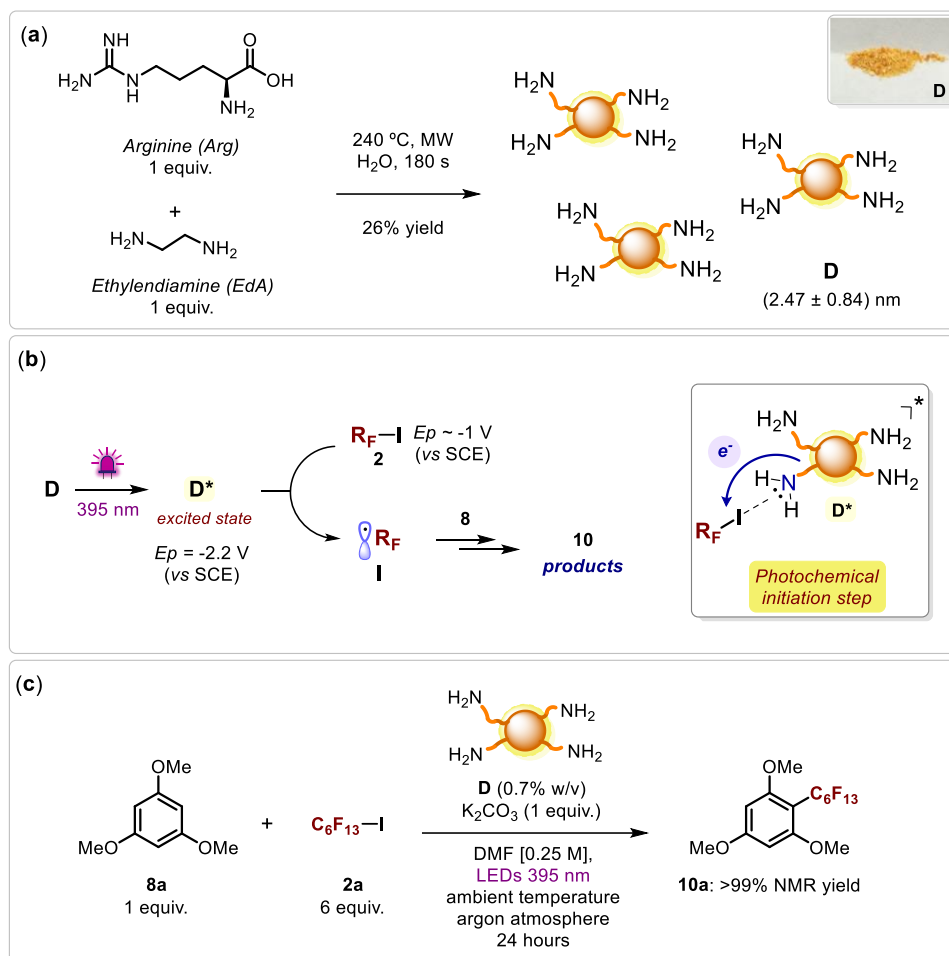 (a)
NH
H2N
N
H
O
OH
NH2
Arginine (Arg)
1 equiv.
+
H2N
NH2
Ethylendiamine (EdA)
1 equiv.
240 ºC, MW
H2O, 180 s
26% yield
H2N
NH2
H2N
NH2
H2N
NH2
H2N
NH2
H2N
NH2
H2N
NH2
D
(2.47 ± 0.84) nm
D
(b)
D
395 nm
D*
excited state
Ep = -2.2 V
(vs SCE)
RF—I
2
Ep ~ -1 V
(vs SCE)
RF
I
8
10
products
*
H2N
NH2
NH2
e-
H
N
H
D*
I
RF
Photochemical
initiation step
(c)
OMe
MeO
OMe
8a
1 equiv.
+
C6F13—I
2a
6 equiv.
H2N
NH2
H2N
NH2
D (0.7% w/v)
K2CO3 (1 equiv.)
DMF [0.25 M],
LEDs 395 nm
ambient temperature
argon atmosphere
24 hours
OMe
C6F13
MeO
OMe
10a: >99% NMR yield